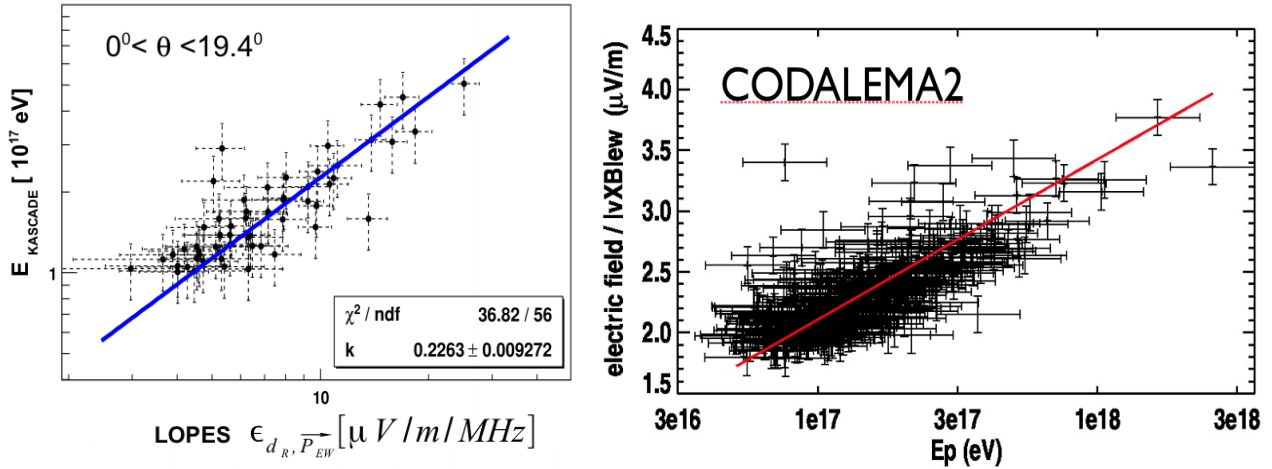 0⁰< θ <19.4⁰
E KASCADE [ 10¹⁷ eV]
1
χ² / ndf 36.82 / 56
k 0.2263 ± 0.009272
10
LOPES ϵ d R, P EW [μ V/m/MHz]
CODALEMA2
electric field / |vXB|ew (μV/m)
4.5
4.0
3.5
3.0
2.5
2.0
1.5
3e16 1e17 3e17 1e18 3e18
Ep (eV)